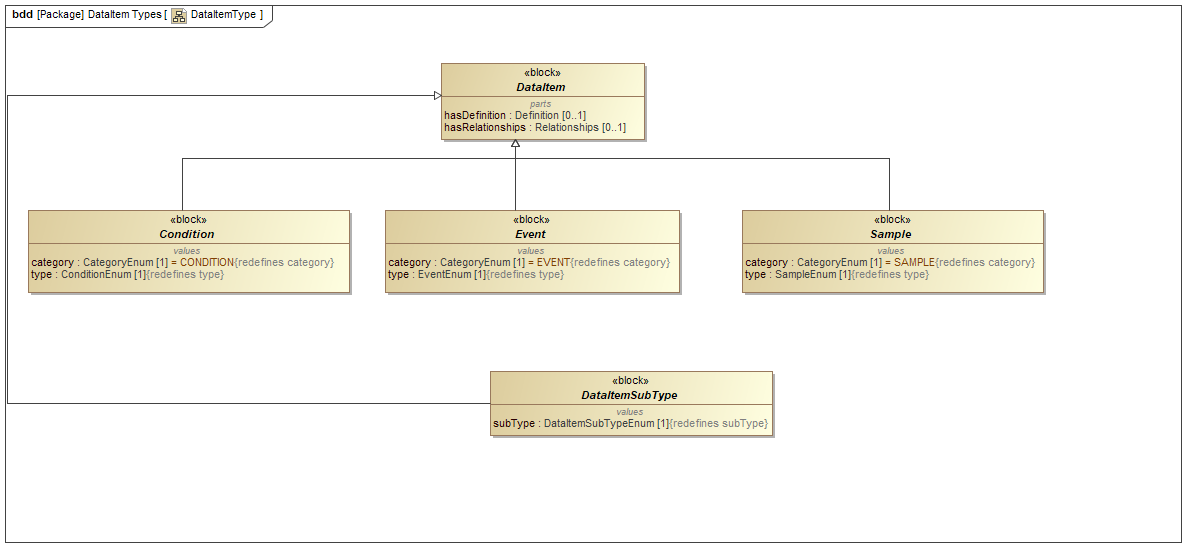 bdd [Package] DataItem Types [ DataItemType ]
«block»
DataItem
parts
hasDefinition : Definition [0..1]
hasRelationships : Relationships [0..1]
«block»
Condition
values
category : CategoryEnum [1] = CONDITION{redefines category}
type : ConditionEnum [1]{redefines type}
«block»
Event
values
category : CategoryEnum [1] = EVENT{redefines category}
type : EventEnum [1]{redefines type}
«block»
Sample
values
category : CategoryEnum [1] = SAMPLE{redefines category}
type : SampleEnum [1]{redefines type}
«block»
DataItemSubType
values
subType : DataItemSubTypeEnum [1]{redefines subType}